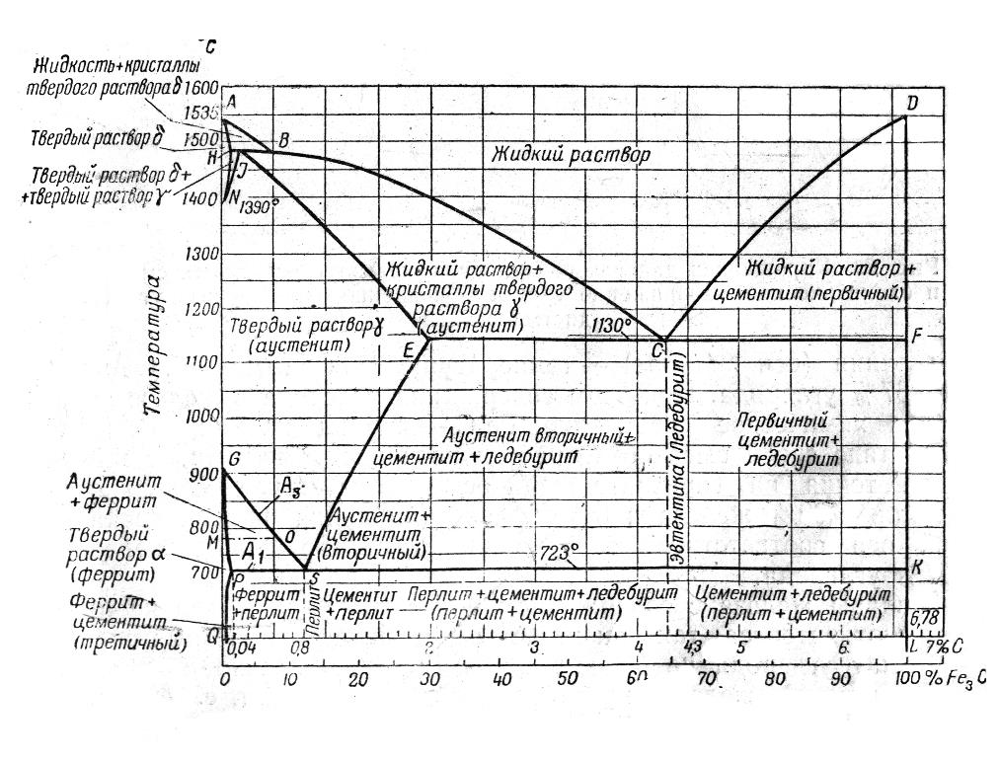 °C
Жидкость+кристаллы
твердого раствора δ
1600
A
D
1535
Твердый раствор δ
1500
B
H
J
Жидкий раствор
Твердый раствор δ+
+твердый раствор γ
1400
N
1390°
1300
Жидкий раствор+
кристаллы твердого
раствора γ
(аустенит)
Жидкий раствор +
цементит (первичный)
1200
Твердый раствор γ
(аустенит)
1130°
E
C
F
1100
Температура
1000
Аустенит вторичный+
цементит + ледебурит
Эвтектика (Ледебурит)
Первичный
цементит+
ледебурит
G
900
Аустенит
+ феррит
A3
Аустенит+
цементит
(вторичный)
800
O
M
Твердый
раствор α
(феррит)
A1
723°
700
P
S
K
Феррит
+перлит
Перлит
Цементит
+ перлит
Перлит + цементит + ледебурит
(перлит + цементит)
Цементит + ледебурит
(перлит + цементит)
Феррит +
цементит
(третичный)
6,78
Q
0,04
0,8
2
3
4
4,3
5
6
L
7% C
0
10
20
30
40
50
60
70
80
90
100 % Fe3C